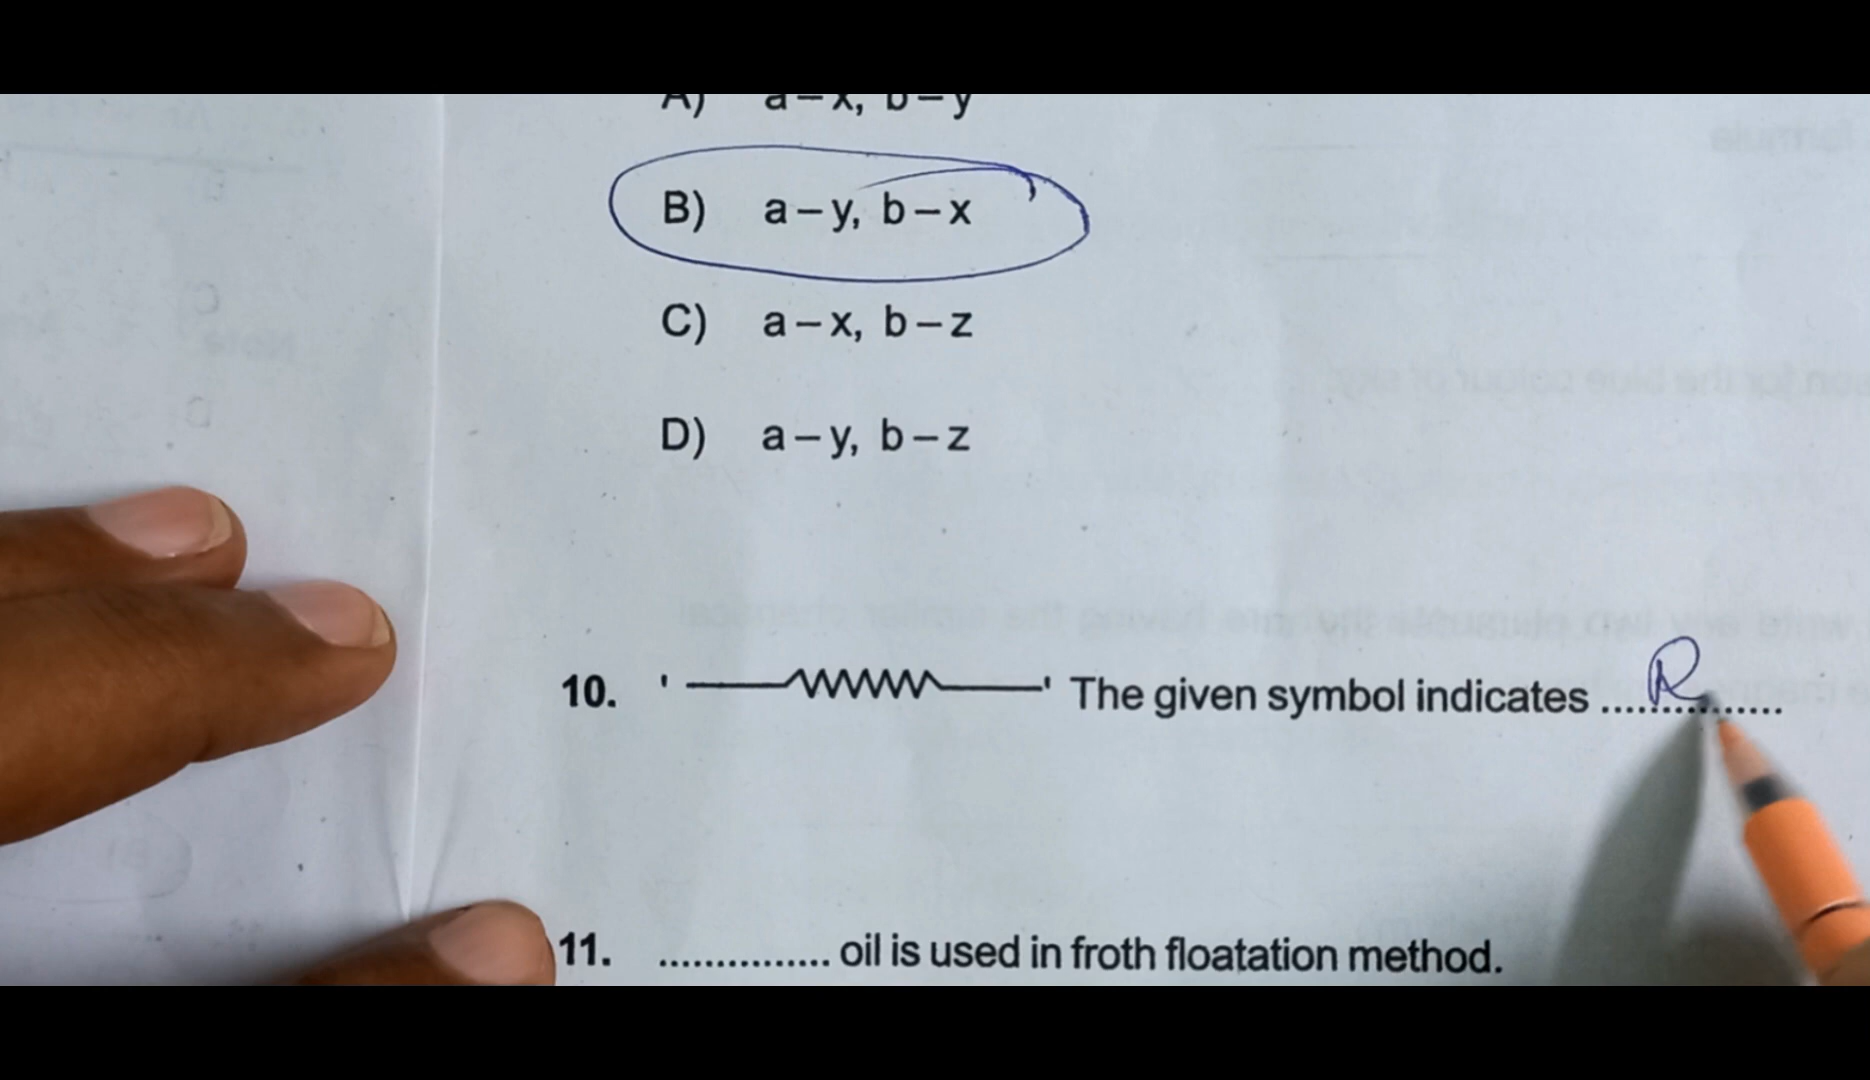 A) a – x, b – y
B) a – y, b – x
C) a – x, b – z
D) a – y, b – z
10. ' ' The given symbol indicates ............... R
11. ............... oil is used in froth floatation method.